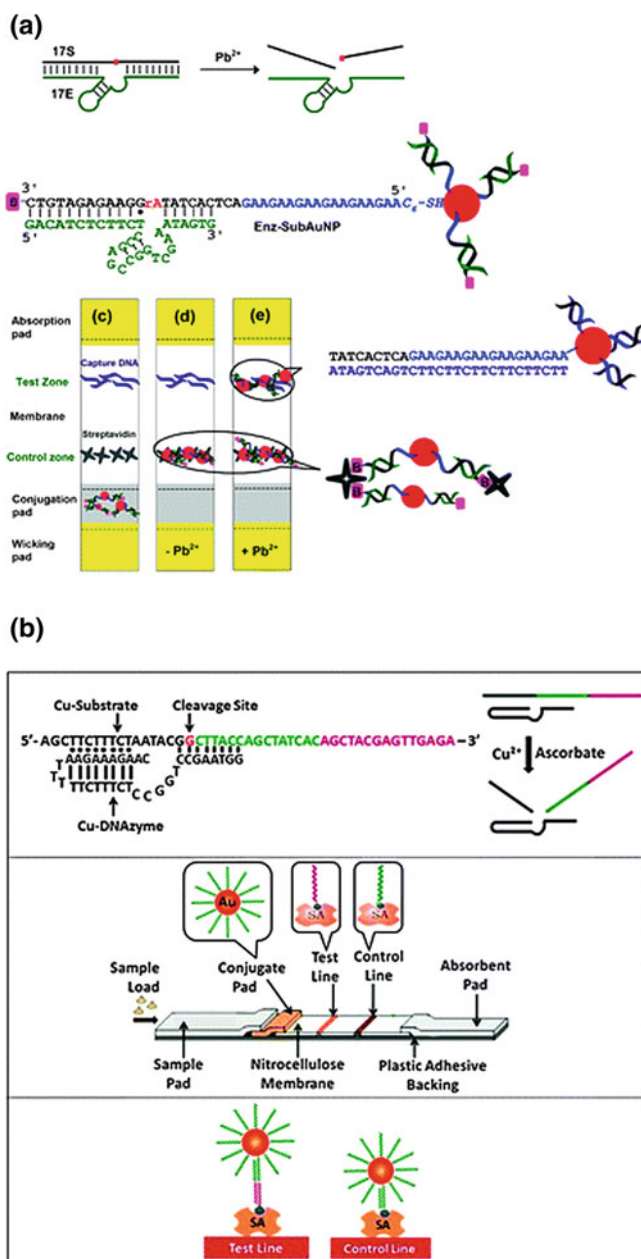 (a)
17S
Pb2+
17E
3'
5'
B CTGTAGAGAAGGrATATCACTCAGAAGAAGAAGAAGAAGAAC6-SH
GACATCTCTTCT
ATAGTG
5'
3'
Enz-SubAuNP
Absorption pad
(c)
(d)
(e)
Capture DNA
Test Zone
TATCACTCAGAAGAAGAAGAAGAAGAA
ATAGTCAGTCTTCTTCTTCTTCTTCTT
Membrane
Streptavidin
Control zone
B
B
Conjugation pad
Wicking pad
- Pb2+
+ Pb2+
(b)
Cu-Substrate
Cleavage Site
5'-AGCTTCTTTCTAATACGGCTTACCAGCTATCACAGCTACGAGTTGAGA-3'
AAGAAAGAAC
CCGAATGG
TTTCTTTCT
Cu-DNAzyme
Cu2+
Ascorbate
Au
SA
SA
Sample Load
Conjugate Pad
Test Line
Control Line
Absorbent Pad
Sample Pad
Nitrocellulose Membrane
Plastic Adhesive Backing
SA
SA
Test Line
Control Line